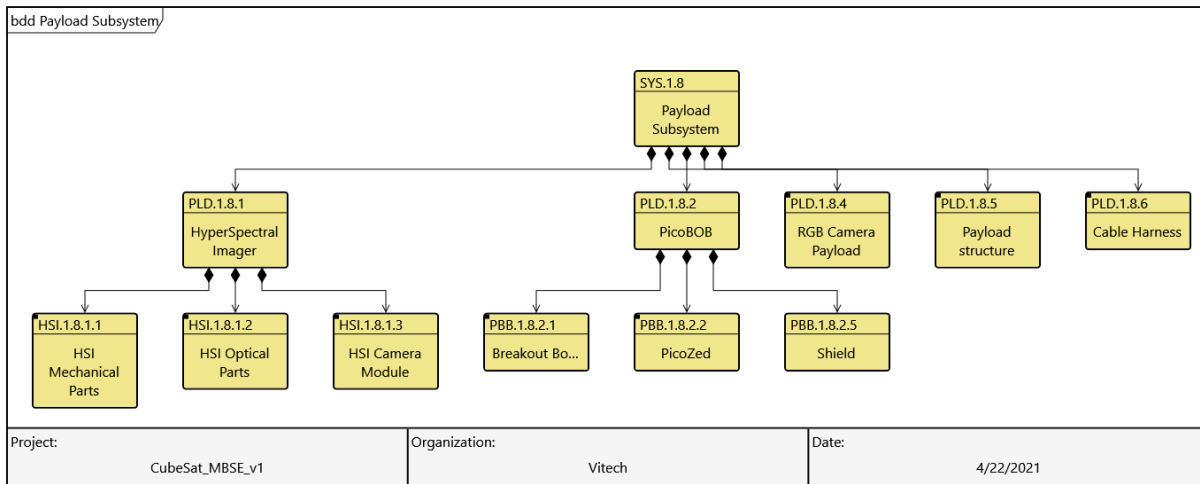 bdd Payload Subsystem
SYS.1.8
Payload
Subsystem
PLD.1.8.1
HyperSpectral
Imager
PLD.1.8.2
PicoBOB
PLD.1.8.4
RGB Camera
Payload
PLD.1.8.5
Payload
structure
PLD.1.8.6
Cable Harness
HSI.1.8.1.1
HSI
Mechanical
Parts
HSI.1.8.1.2
HSI Optical
Parts
HSI.1.8.1.3
HSI Camera
Module
PBB.1.8.2.1
Breakout Bo...
PBB.1.8.2.2
PicoZed
PBB.1.8.2.5
Shield
Project:
CubeSat_MBSE_v1
Organization:
Vitech
Date:
4/22/2021